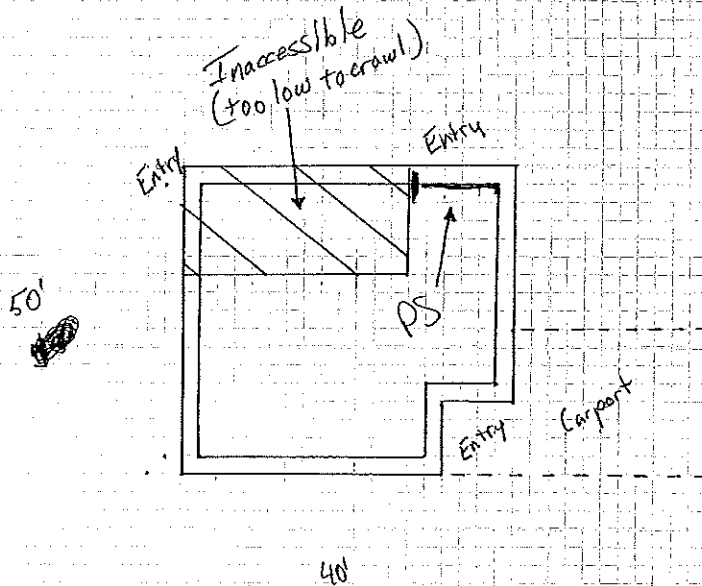 Inaccessible
(too low to crawl)
Entry
Entry
50'
PS
Carport
Entry
40'